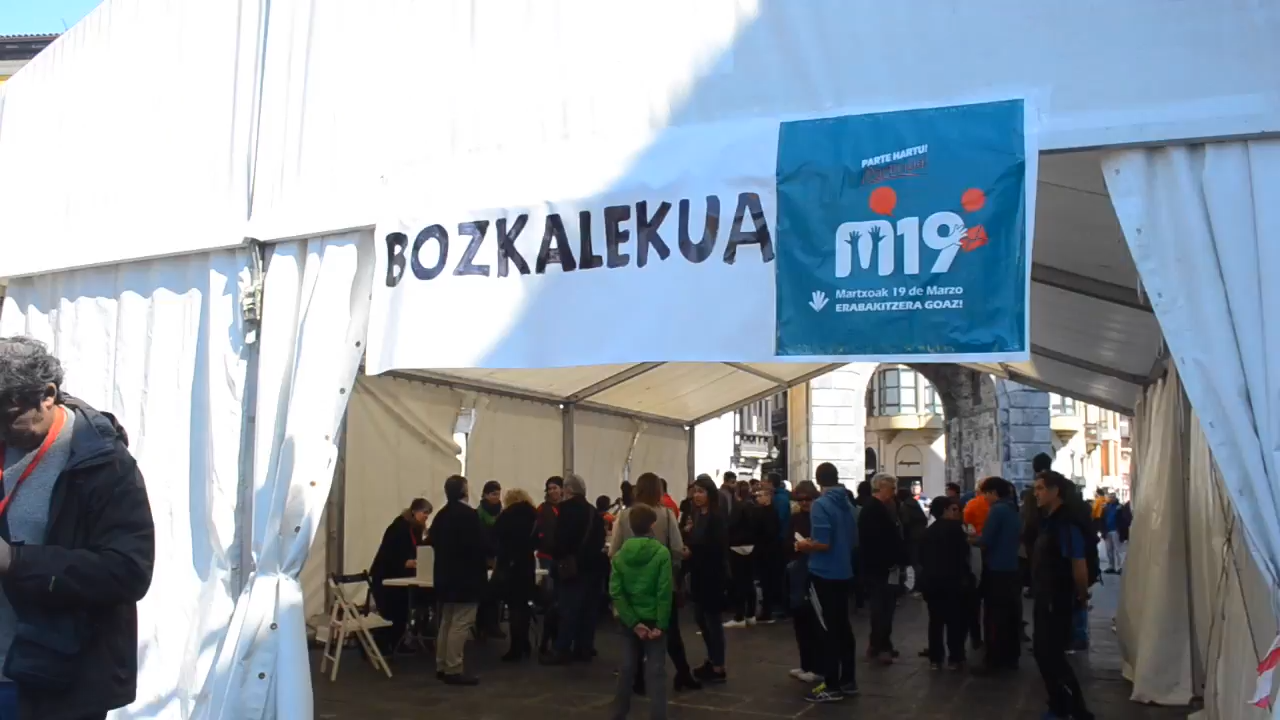 BOZKALEKUA
PARTE HARTU!
M19
Martxoak 19 de Marzo
ERABAKITZERA GOAZ!